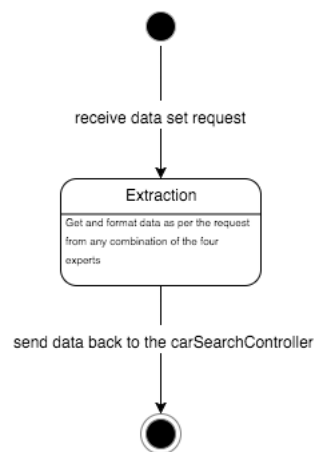 receive data set request
Extraction
Get and format data as per the request
from any combination of the four
experts
send data back to the carSearchController